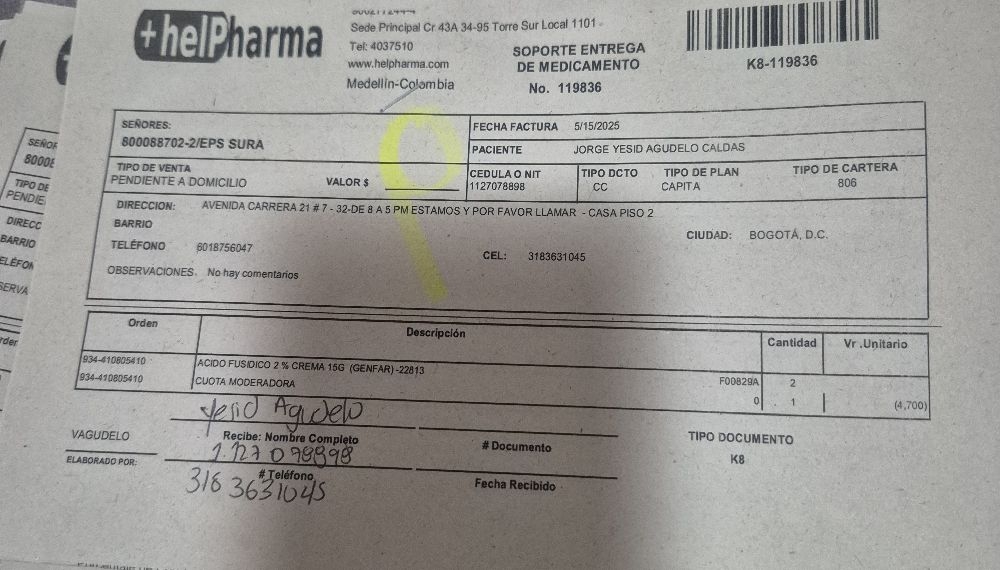 +helPharma
Sede Principal Cr 43A 34-95 Torre Sur Local 1101
Tel: 4037510
www.helpharma.com
Medellin-Colombia
SOPORTE ENTREGA
DE MEDICAMENTO
No. 119836
K8-119836
SEÑORES:
800088702-2/EPS SURA
FECHA FACTURA 5/15/2025
PACIENTE JORGE YESID AGUDELO CALDAS
TIPO DE VENTA
PENDIENTE A DOMICILIO
VALOR $
CEDULA O NIT
1127078898
TIPO DCTO
CC
TIPO DE PLAN
CAPITA
TIPO DE CARTERA
806
DIRECCION: AVENIDA CARRERA 21 # 7 - 32-DE 8 A 5 PM ESTAMOS Y POR FAVOR LLAMAR - CASA PISO 2
BARRIO
CIUDAD: BOGOTÁ, D.C.
TELÉFONO 6018756047
CEL: 3183631045
OBSERVACIONES. No hay comentarios
Orden Descripción Cantidad Vr .Unitario
934-410805410 ACIDO FUSIDICO 2 % CREMA 15G (GENFAR) -22813 F00829A 2
934-410805410 CUOTA MODERADORA 0 1 (4,700)
Yesid Agudelo
VAGUDELO
Recibe: Nombre Completo
# Documento
TIPO DOCUMENTO
K8
1.127078898
ELABORADO POR:
# Teléfono
Fecha Recibido
318 3631045